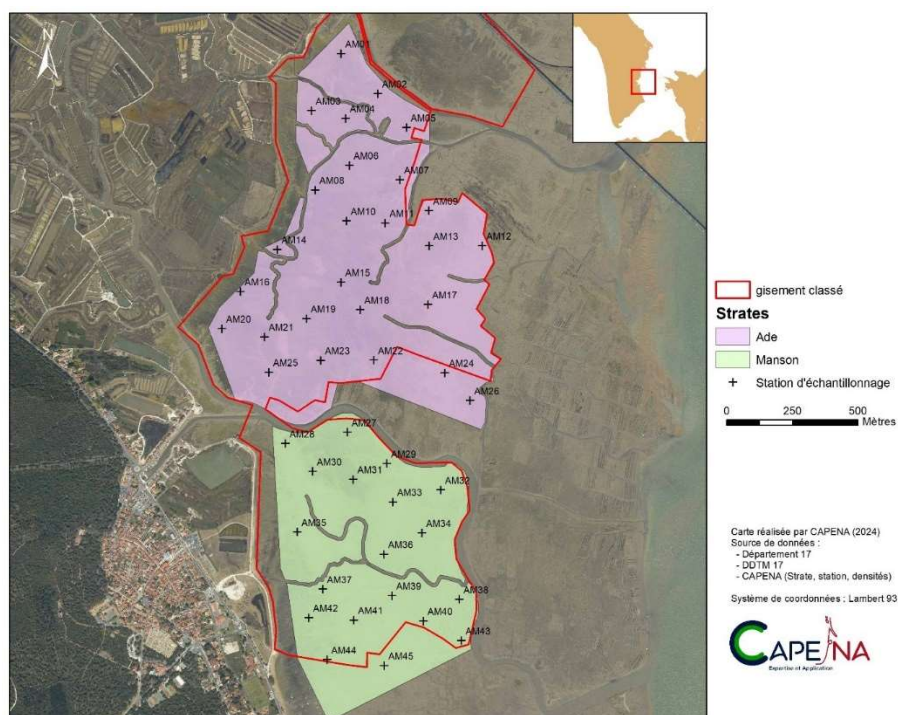 N
AM01
AM02
AM03
AM04
AM05
AM06
AM07
AM08
AM09
AM10
AM11
AM12
AM13
AM14
AM15
AM16
AM17
AM18
AM19
AM20
AM21
AM22
AM23
AM24
AM25
AM26
AM27
AM28
AM29
AM30
AM31
AM32
AM33
AM34
AM35
AM36
AM37
AM38
AM39
AM40
AM41
AM42
AM43
AM44
AM45
gisement classé
Strates
Ade
Manson
Station d'échantillonnage
0 250 500
Mètres
Carte réalisée par CAPENA (2024)
Source de données :
- Département 17
- DDTM 17
- CAPENA (Strate, station, densités)
Système de coordonnées : Lambert 93
CAPENA
Expertise et Application